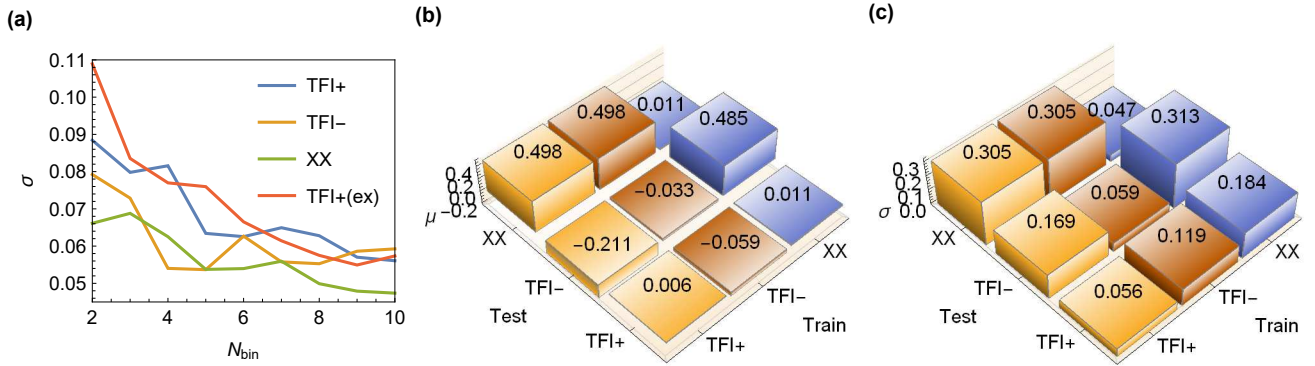 (a)
0.11
0.10
0.09
0.08
0.07
0.06
0.05
σ
2
4
6
8
10
N_bin
TFI+
TFI−
XX
TFI+(ex)
(b)
0.498
0.498
0.011
0.485
−0.033
0.011
−0.211
−0.059
0.006
0.4
0.2
0.0
μ −0.2
XX
TFI−
TFI+
Test
TFI+
TFI−
XX
Train
(c)
0.305
0.305
0.047
0.313
0.059
0.184
0.169
0.119
0.056
0.3
0.2
0.1
σ 0.0
XX
TFI−
TFI+
Test
TFI+
TFI−
XX
Train